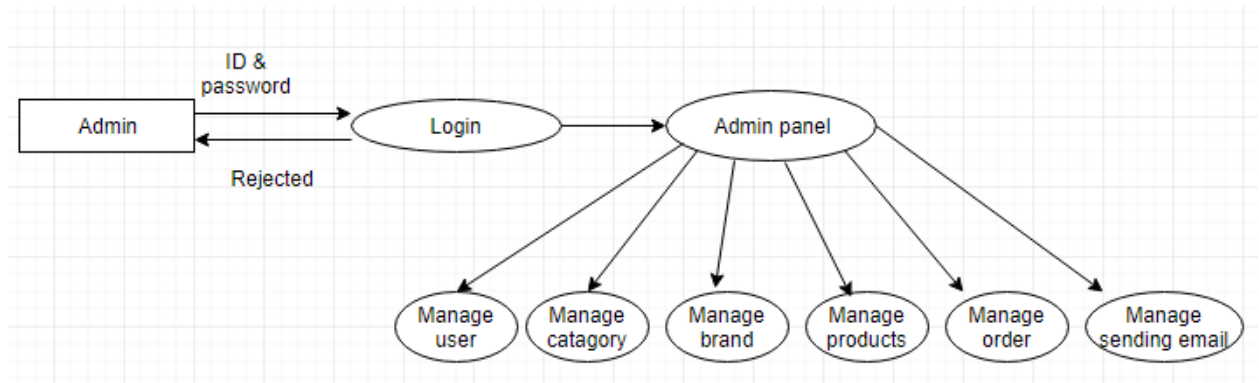 ID &
password
Admin
Login
Admin panel
Rejected
Manage
user
Manage
catagory
Manage
brand
Manage
products
Manage
order
Manage
sending email